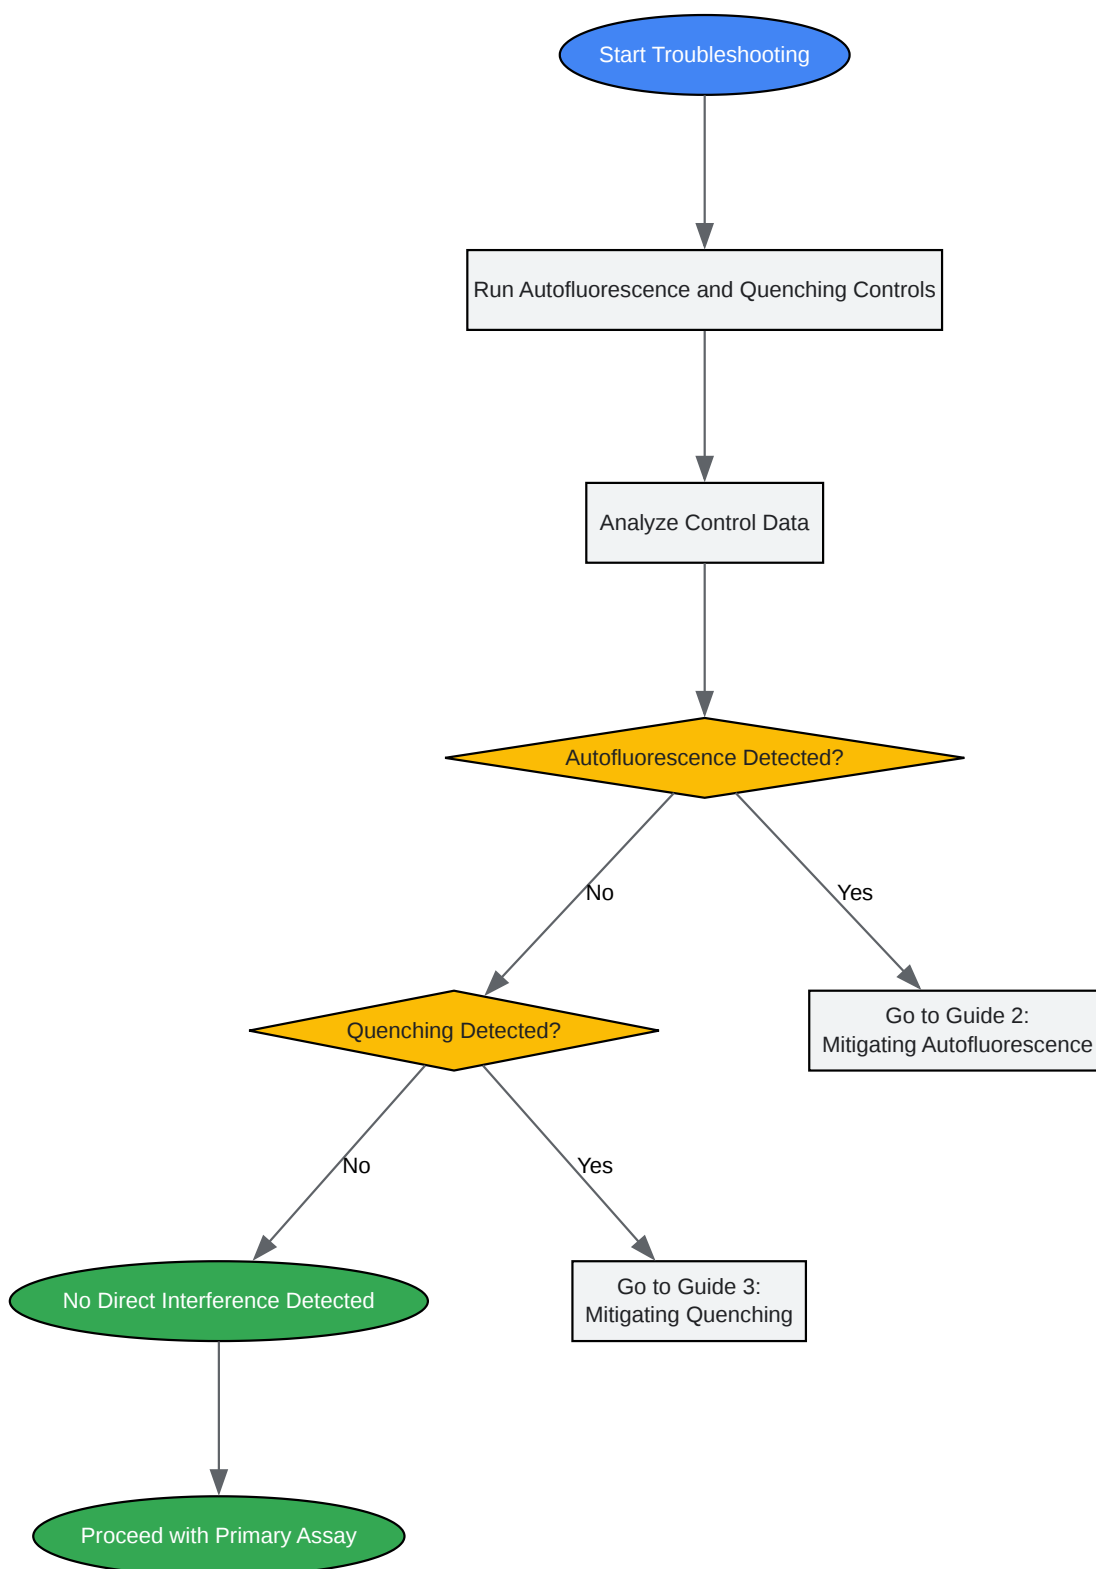 Start Troubleshooting
Run Autofluorescence and Quenching Controls
Analyze Control Data
Autofluorescence Detected?
No
Yes
Quenching Detected?
Go to Guide 2:
Mitigating Autofluorescence
No
Yes
No Direct Interference Detected
Go to Guide 3:
Mitigating Quenching
Proceed with Primary Assay